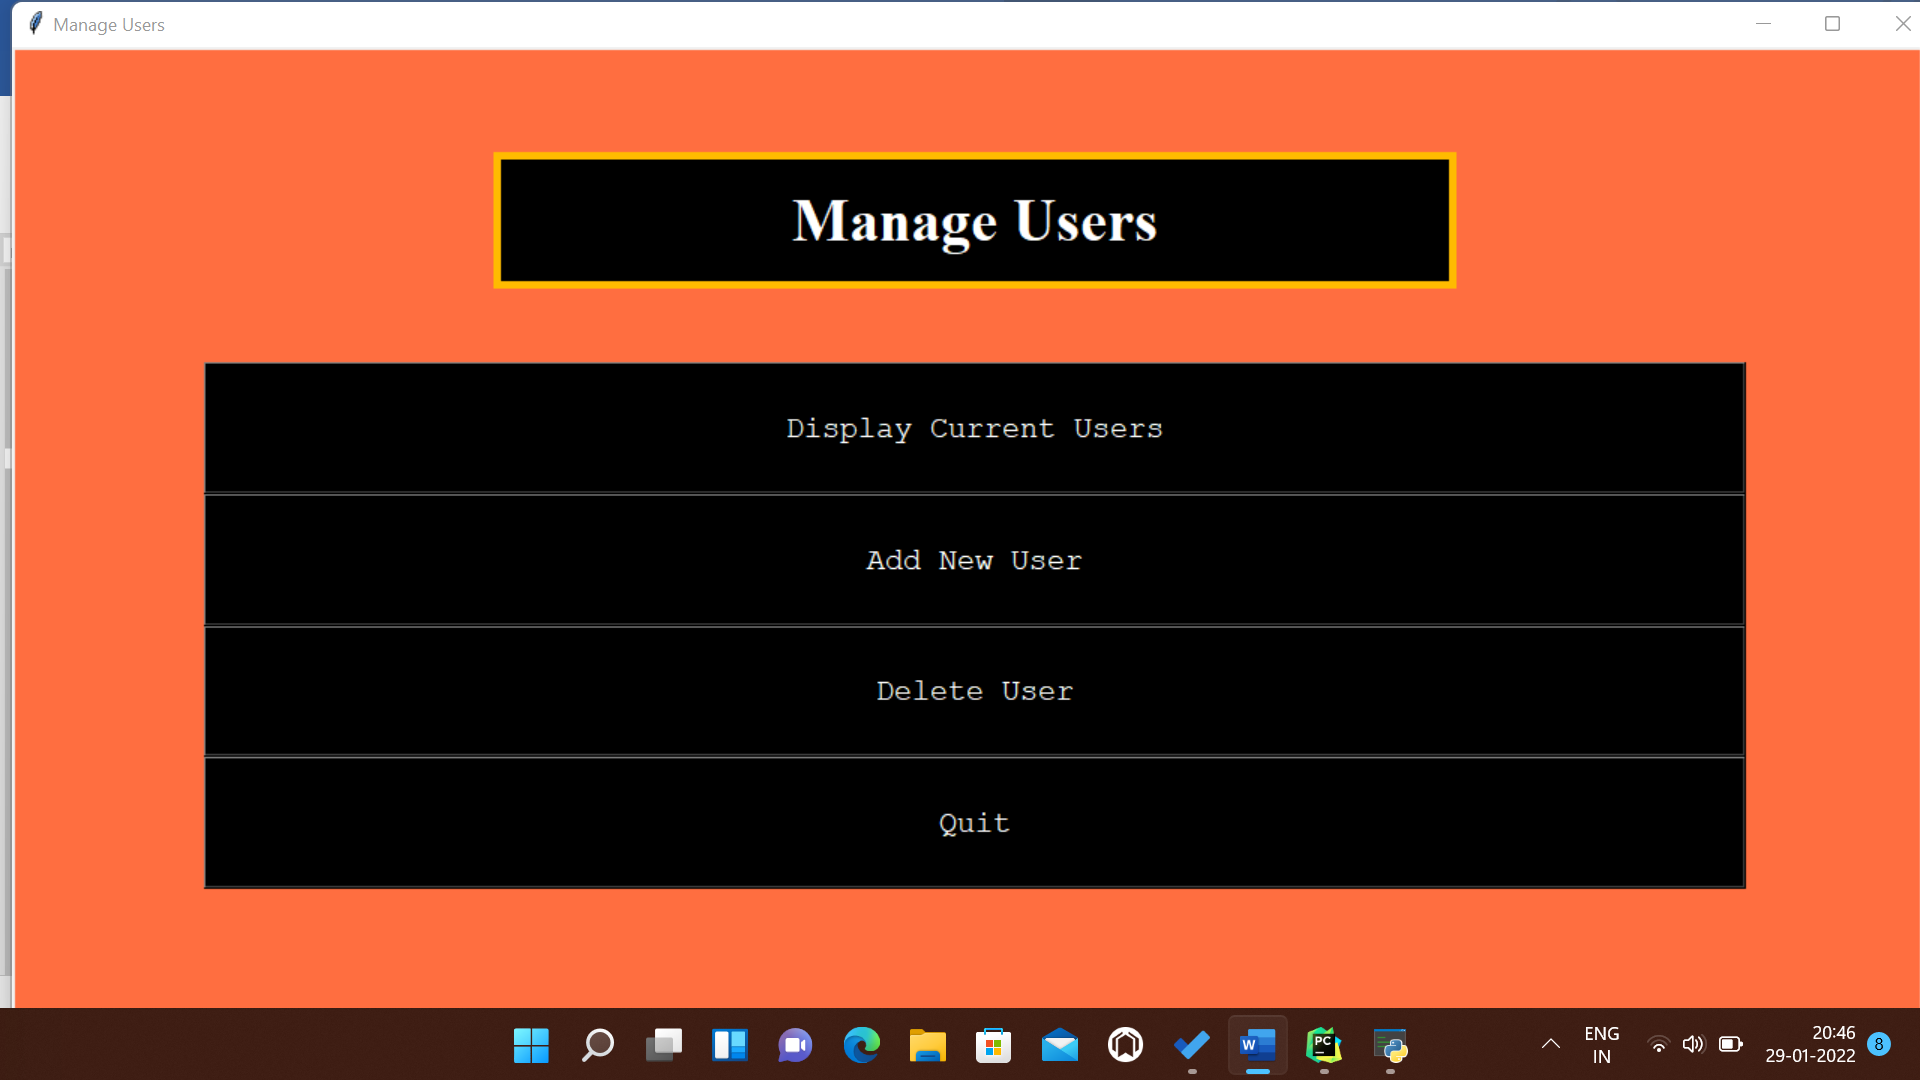 Manage Users
Manage Users
Display Current Users
Add New User
Delete User
Quit
W
PC
ENG
IN
20:46
29-01-2022
8